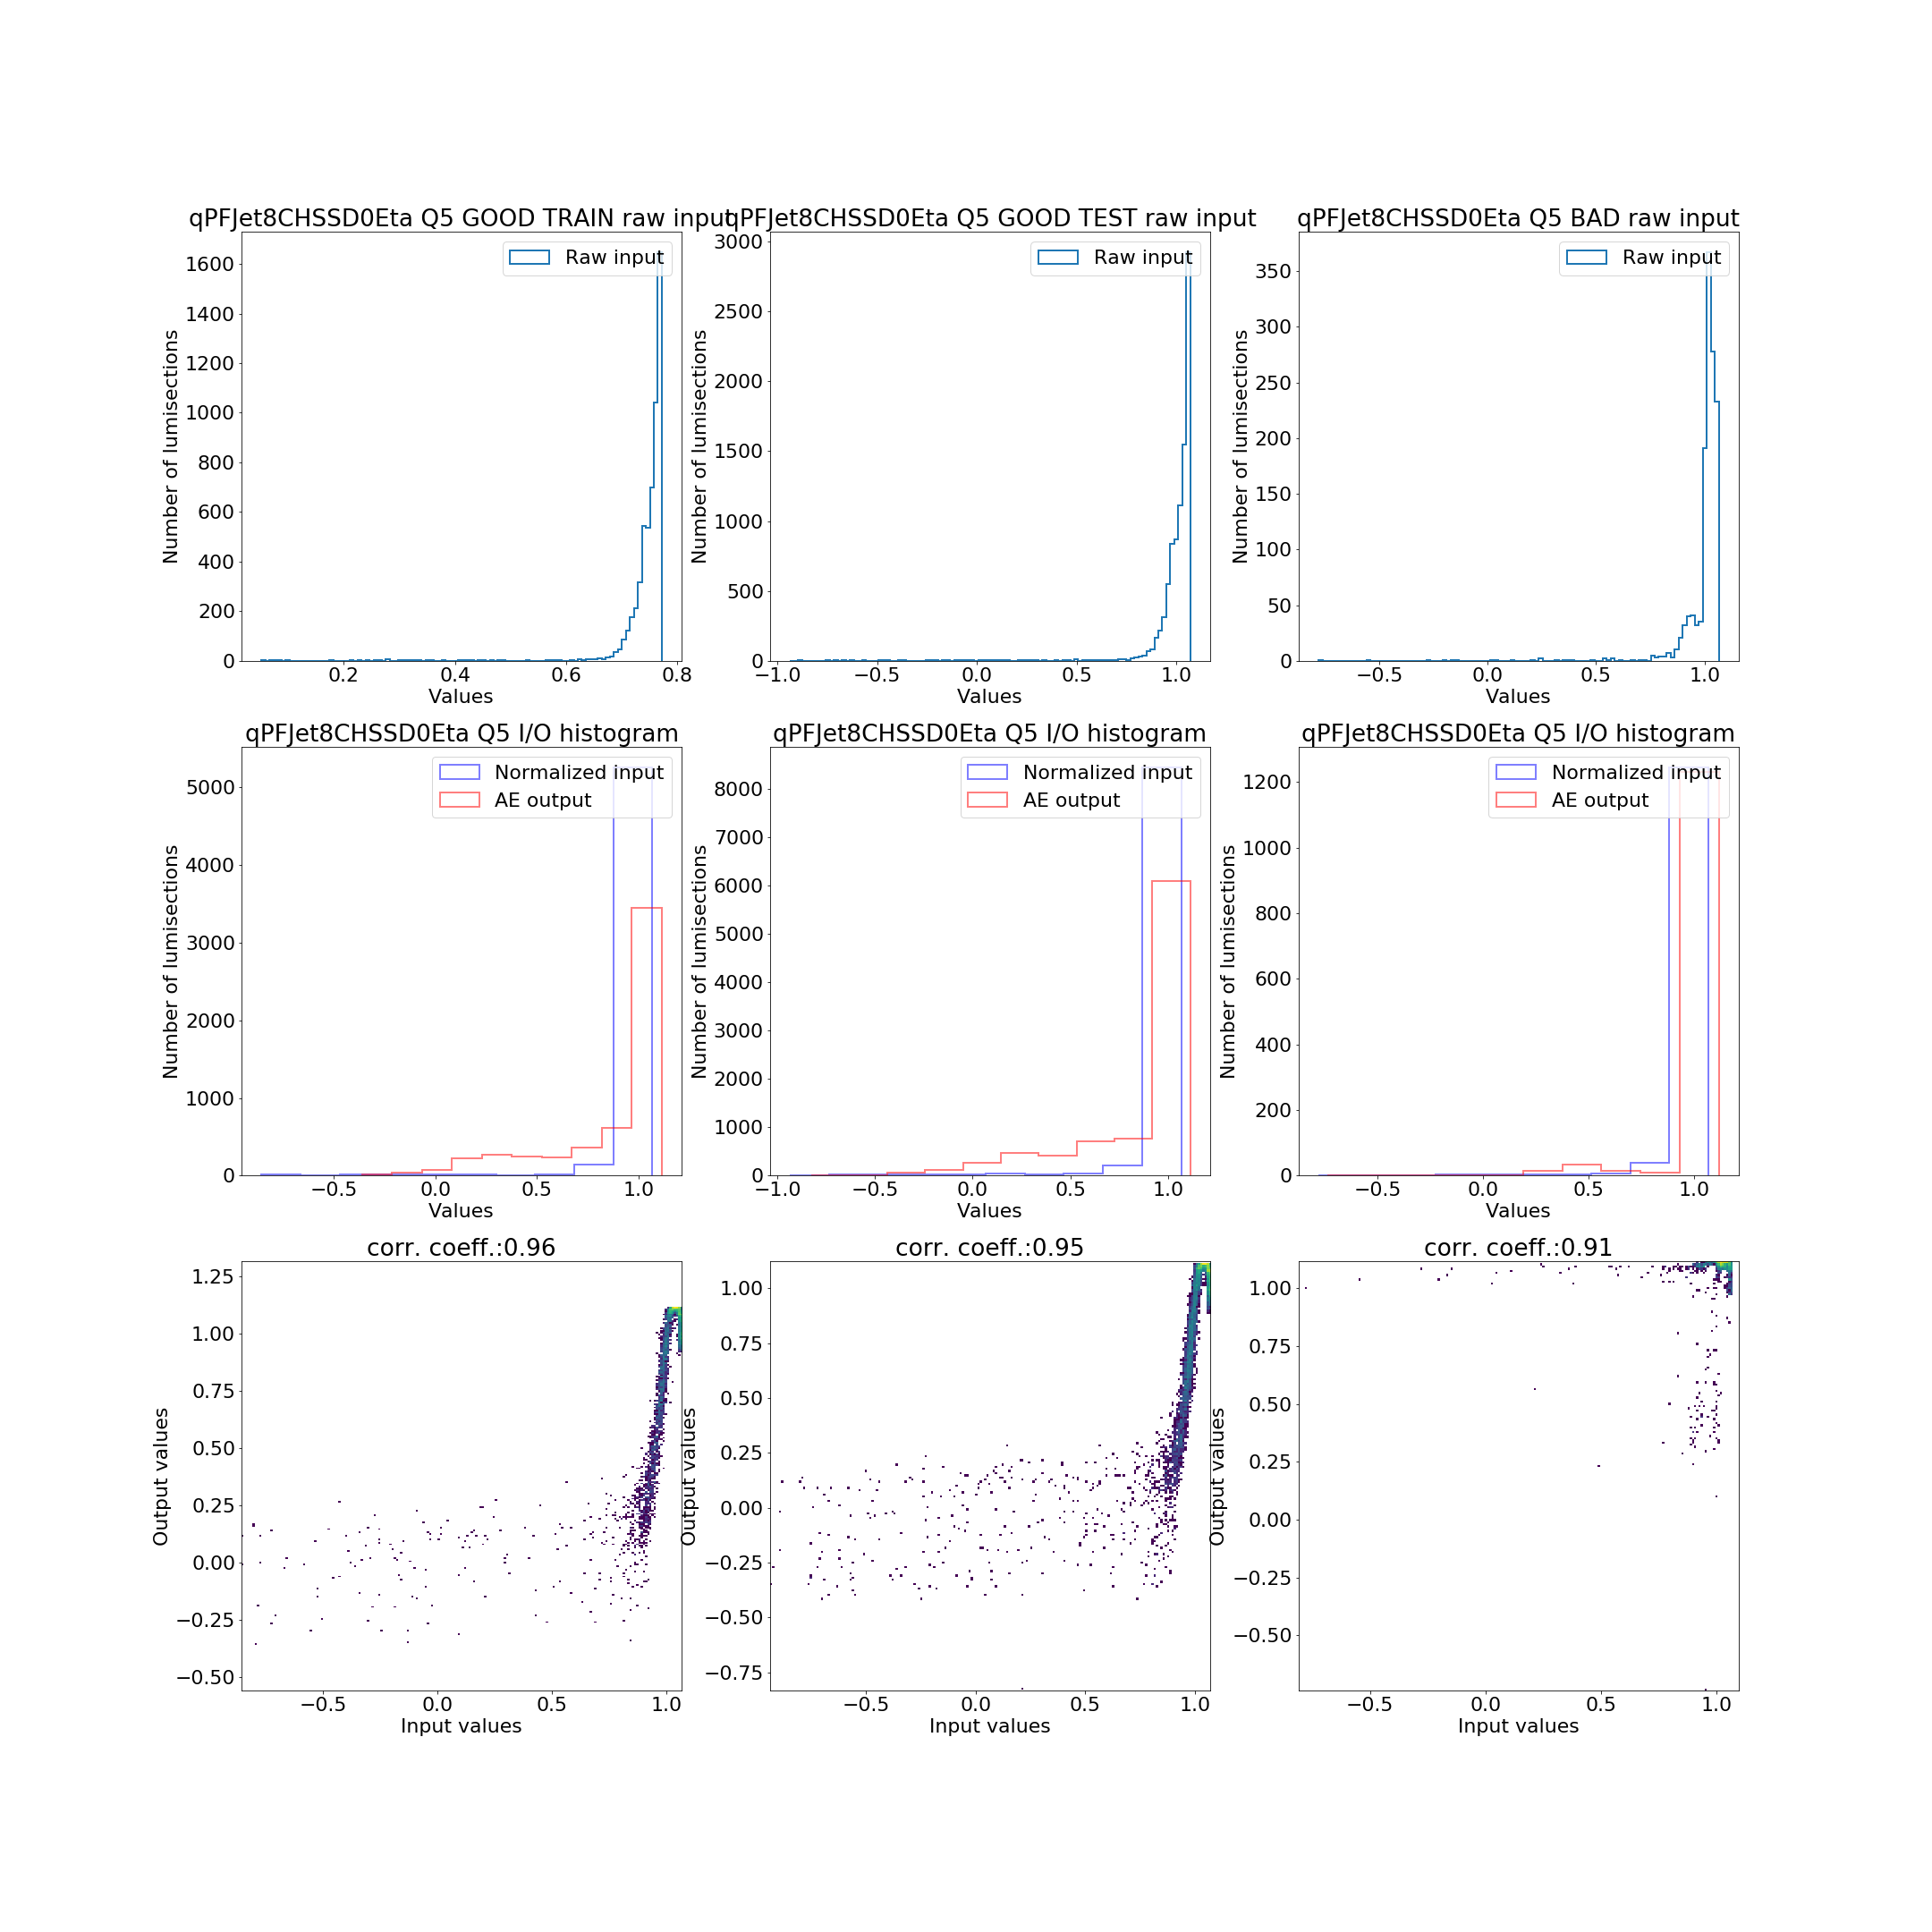 qPFJet8CHSSD0Eta Q5 GOOD TRAIN raw input
Raw input
1600
1400
1200
1000
800
600
400
200
0
0.2 0.4 0.6 0.8
Number of lumisections
Values
qPFJet8CHSSD0Eta Q5 GOOD TEST raw input
Raw input
3000
2500
2000
1500
1000
500
0
−1.0 −0.5 0.0 0.5 1.0
Number of lumisections
Values
qPFJet8CHSSD0Eta Q5 BAD raw input
Raw input
350
300
250
200
150
100
50
0
−0.5 0.0 0.5 1.0
Number of lumisections
Values
qPFJet8CHSSD0Eta Q5 I/O histogram
Normalized input
AE output
5000
4000
3000
2000
1000
0
−0.5 0.0 0.5 1.0
Number of lumisections
Values
qPFJet8CHSSD0Eta Q5 I/O histogram
Normalized input
AE output
8000
7000
6000
5000
4000
3000
2000
1000
0
−1.0 −0.5 0.0 0.5 1.0
Number of lumisections
Values
qPFJet8CHSSD0Eta Q5 I/O histogram
Normalized input
AE output
1200
1000
800
600
400
200
0
−0.5 0.0 0.5 1.0
Number of lumisections
Values
corr. coeff.:0.96
1.25
1.00
0.75
0.50
0.25
0.00
−0.25
−0.50
−0.5 0.0 0.5 1.0
Output values
Input values
corr. coeff.:0.95
1.00
0.75
0.50
0.25
0.00
−0.25
−0.50
−0.75
−0.5 0.0 0.5 1.0
Output values
Input values
corr. coeff.:0.91
1.00
0.75
0.50
0.25
0.00
−0.25
−0.50
−0.5 0.0 0.5 1.0
Output values
Input values